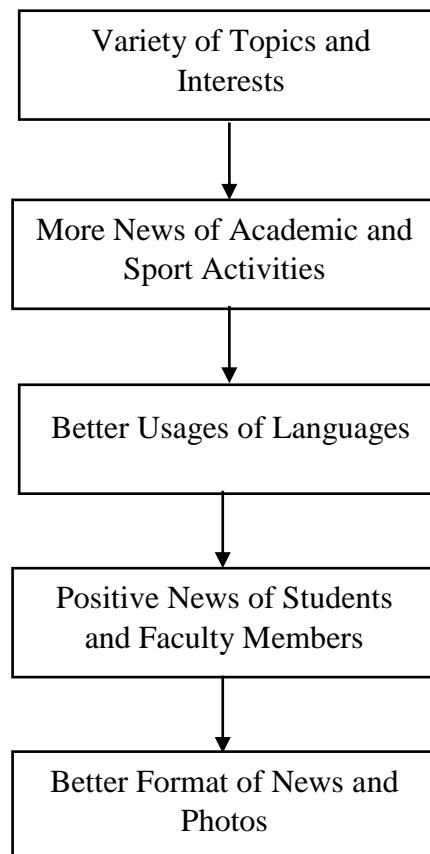 Variety of Topics and
Interests
More News of Academic and
Sport Activities
Better Usages of Languages
Positive News of Students
and Faculty Members
Better Format of News and
Photos